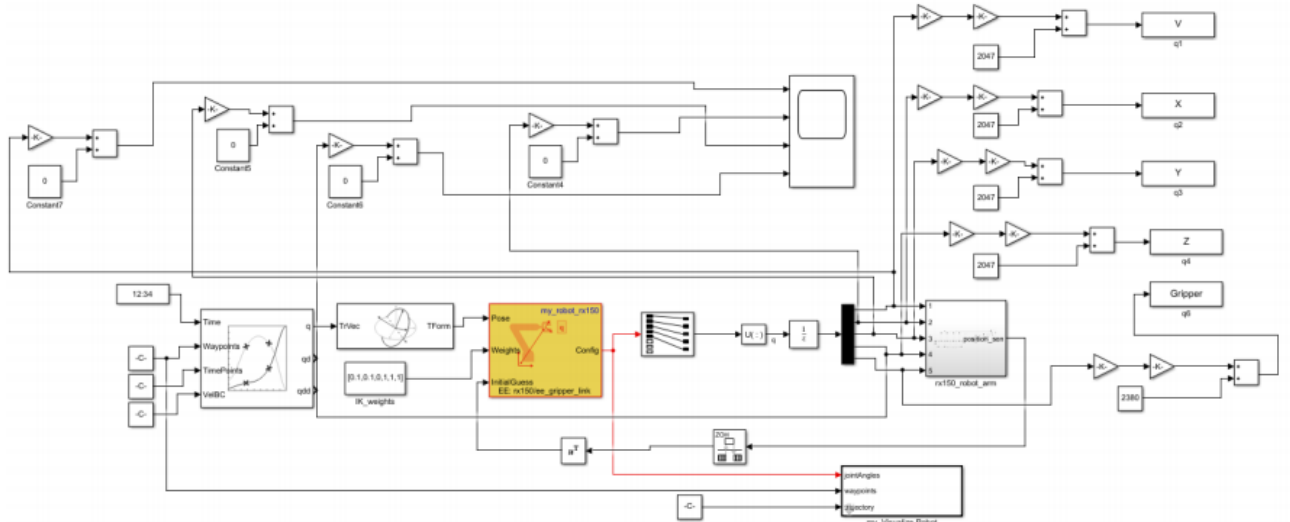 -K-
-K-
+
+
V
q1
2047
-K-
-K-
+
+
X
q2
2047
-K-
+
+
0
Constant5
-K-
+
+
0
Constant7
-K-
+
+
0
Constant6
-K-
+
+
0
Constant4
-K-
-K-
+
+
Y
q3
2047
-K-
-K-
+
+
Z
q4
2047
12:34
Time
Waypoints
TimePoints
VelBC
q
qd
qdd
-C-
-C-
-C-
TrVec
TForm
[0.1,0.1,0,1,1,1]
IK_weights
my_robot_rx150
Pose
Weights
Config
InitialGuess
EE: rx150/ee_gripper_link
U( : )
q
1
2
3
4
5
position_sen
rx150_robot_arm
Gripper
q6
-K-
-K-
+
+
2380
ZOH
jointAngles
waypoints
trajectory
-C-